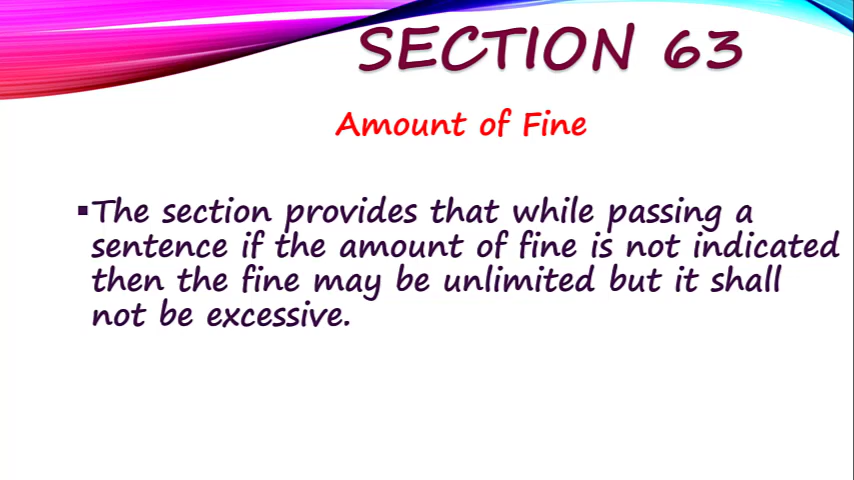 SECTION 63
Amount of Fine
▪The section provides that while passing a
sentence if the amount of fine is not indicated
then the fine may be unlimited but it shall
not be excessive.